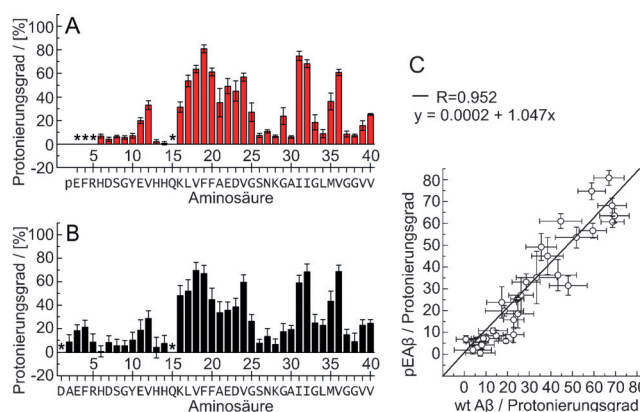 A
Protonierungsgrad / [%]
100
80
60
40
20
0
-20
* * * *
5 10 15 20 25 30 35 40
pEFRHDSGYEVHHQKLVFFAEDVGSNKGAIIGLMVGGVV
Aminosäure
B
Protonierungsgrad / [%]
100
80
60
40
20
0
-20
* *
5 10 15 20 25 30 35 40
DAEFRHDSGYEVHHQKLVFFAEDVGSNKGAIIGLMVGGVV
Aminosäure
C
R=0.952
y = 0.0002 + 1.047x
pEAβ / Protonierungsgrad
80
70
60
50
40
30
20
10
0
0 10 20 30 40 50 60 70 80
wt Aβ / Protonierungsgrad